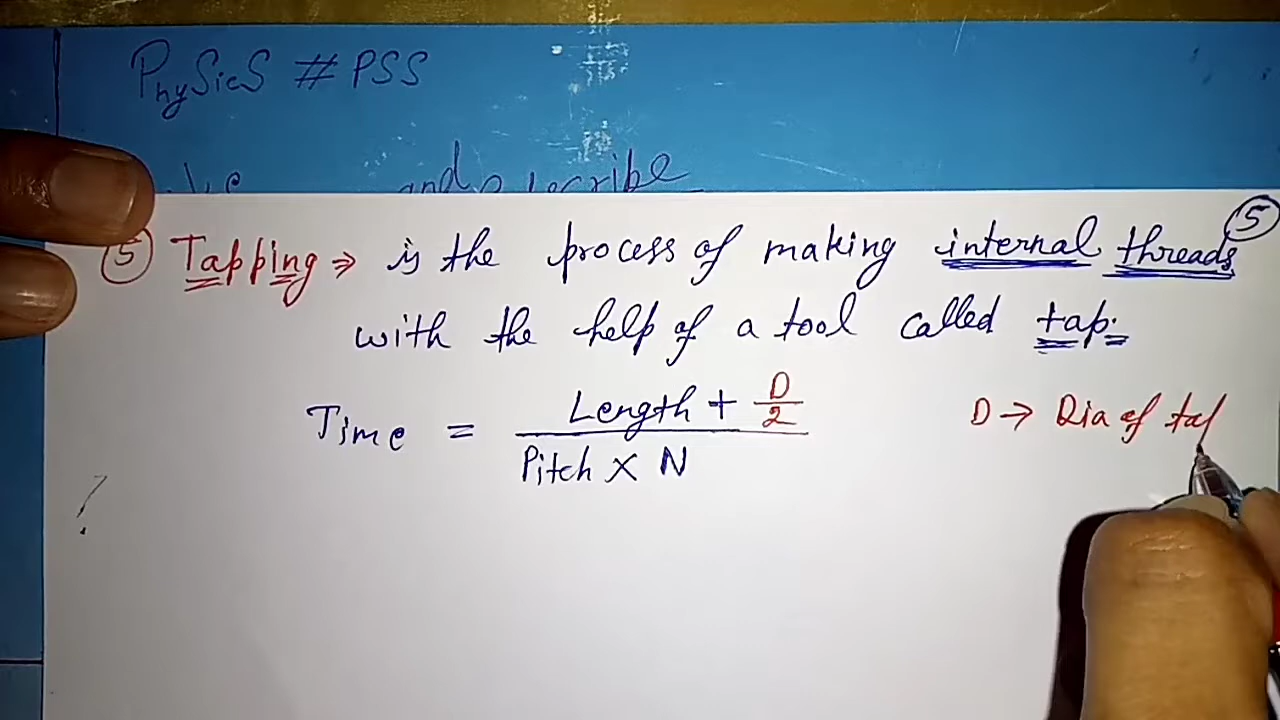 Physics # PSS
and describe
5
5 Tapping ⇒ is the process of making internal threads
with the help of a tool called tap.
Time = Length + D/2
Pitch × N
D → Dia of tap